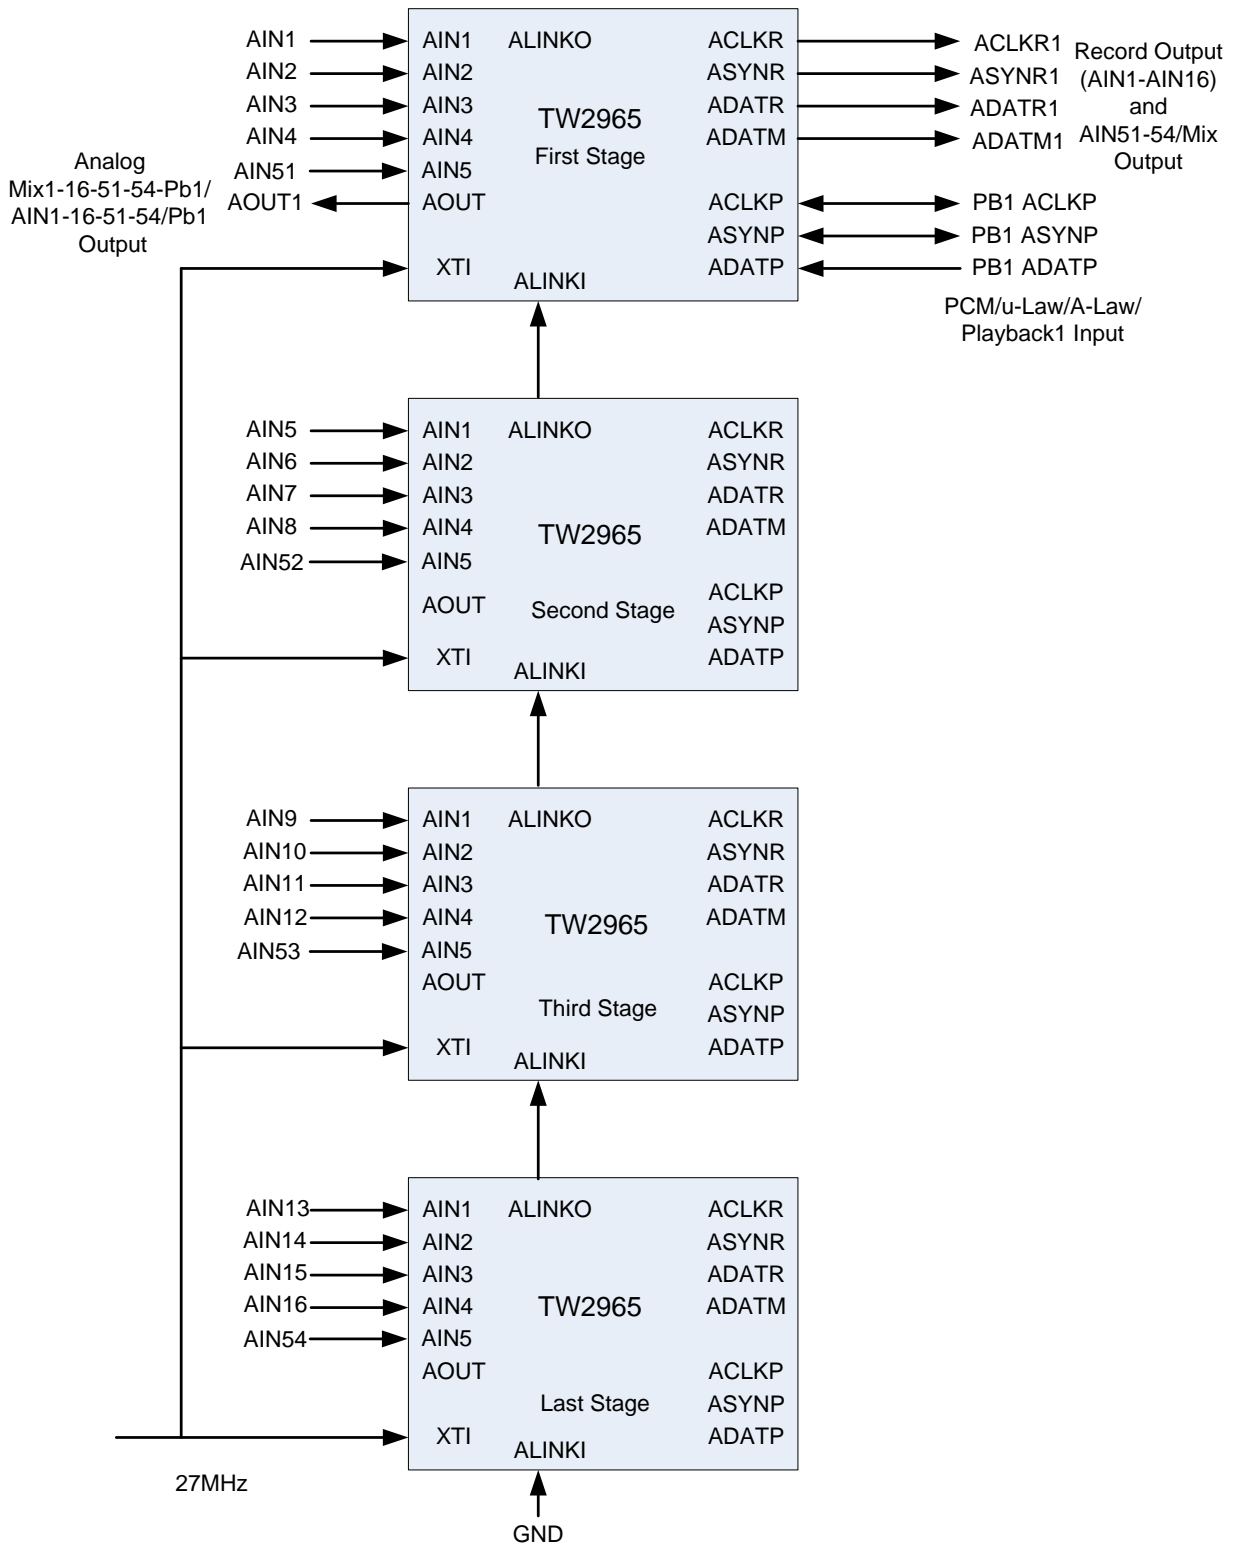 AIN1 AIN1 ALINKO ACLKR ACLKR1
AIN2 AIN2 ASYNR ASYNR1
AIN3 AIN3 ADATR ADATR1
AIN4 AIN4 ADATM ADATM1
TW2965
First Stage
Record Output
(AIN1-AIN16)
and
AIN51-54/Mix
Output
AIN51 AIN5
Analog
Mix1-16-51-54-Pb1/
AIN1-16-51-54/Pb1
Output
AOUT1 AOUT ACLKP PB1 ACLKP
ASYNP PB1 ASYNP
XTI ADATP PB1 ADATP
ALINKI
PCM/u-Law/A-Law/
Playback1 Input
AIN5 AIN1 ALINKO ACLKR
AIN6 AIN2 ASYNR
AIN7 AIN3 ADATR
AIN8 AIN4 ADATM
TW2965
AIN52 AIN5
ACLKP
AOUT Second Stage
ASYNP
XTI ADATP
ALINKI
AIN9 AIN1 ALINKO ACLKR
AIN10 AIN2 ASYNR
AIN11 AIN3 ADATR
AIN12 AIN4 ADATM
TW2965
AIN53 AIN5
AOUT ACLKP
Third Stage ASYNP
XTI ADATP
ALINKI
AIN13 AIN1 ALINKO ACLKR
AIN14 AIN2 ASYNR
AIN15 AIN3 ADATR
AIN16 AIN4 TW2965 ADATM
AIN54 AIN5
AOUT ACLKP
Last Stage ASYNP
XTI ADATP
ALINKI
27MHz
GND